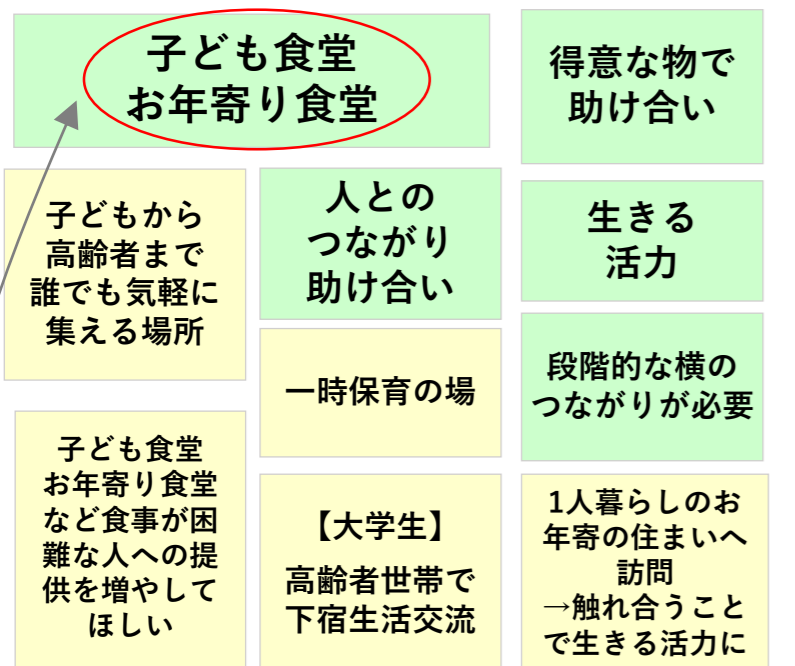 子ども食堂
お年寄り食堂
得意な物で
助け合い
子どもから
高齢者まで
誰でも気軽に
集える場所
人との
つながり
助け合い
生きる
活力
一時保育の場
段階的な横の
つながりが必要
子ども食堂
お年寄り食堂
など食事が困
難な人への提
供を増やして
ほしい
【大学生】
高齢者世帯で
下宿生活交流
1人暮らしのお
年寄の住まいへ
訪問
→触れ合うこと
で生きる活力に